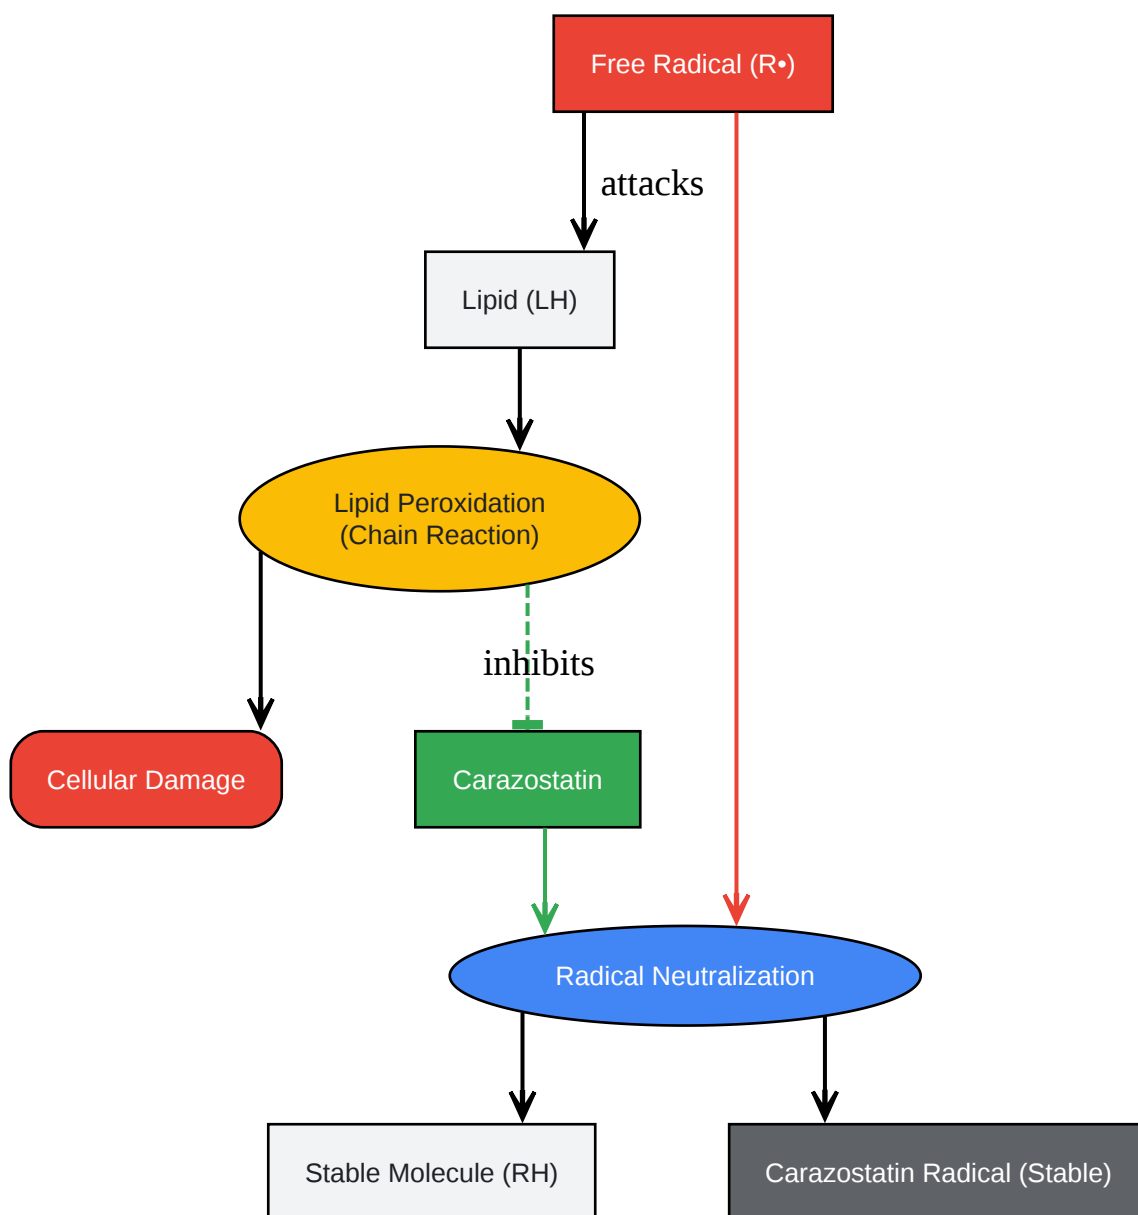 Free Radical (R•)
attacks
Lipid (LH)
Lipid Peroxidation
(Chain Reaction)
inhibits
Cellular Damage
Carazostatin
Radical Neutralization
Stable Molecule (RH)
Carazostatin Radical (Stable)